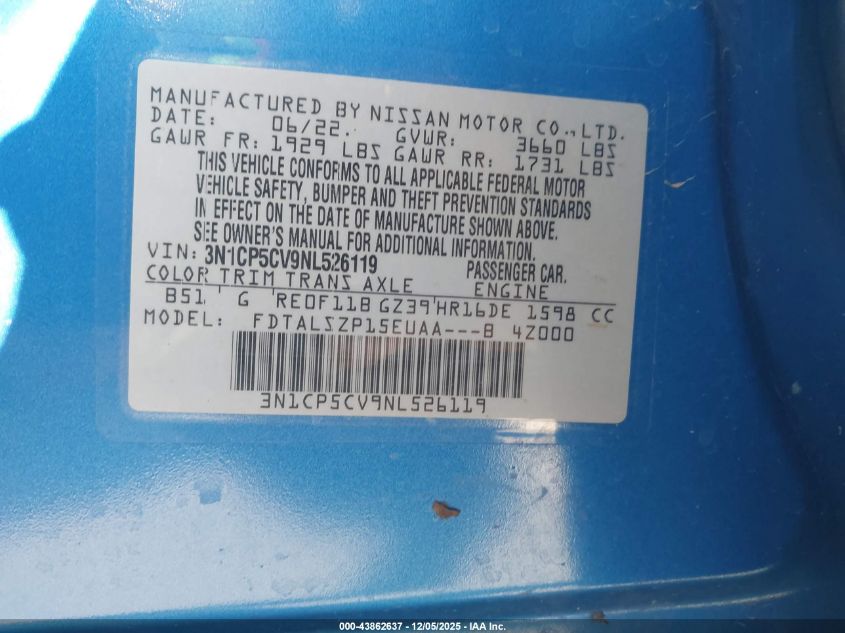 MANUFACTURED BY NISSAN MOTOR CO.,LTD.
DATE: 06/22. GVWR: 3660 LBS
GAWR FR: 1929 LBS GAWR RR: 1731 LBS
THIS VEHICLE CONFORMS TO ALL APPLICABLE FEDERAL MOTOR
VEHICLE SAFETY, BUMPER AND THEFT PREVENTION STANDARDS
IN EFFECT ON THE DATE OF MANUFACTURE SHOWN ABOVE.
SEE OWNER'S MANUAL FOR ADDITIONAL INFORMATION.
VIN: 3N1CP5CV9NL526119 PASSENGER CAR.
COLOR TRIM TRANS AXLE ENGINE
B51 G RE0F11B GZ39 HR16DE 1598 CC
MODEL: FDTALSZP15EUAA---B 4Z000
3N1CP5CV9NL526119
000-43862637 - 12/05/2025 - IAA Inc.